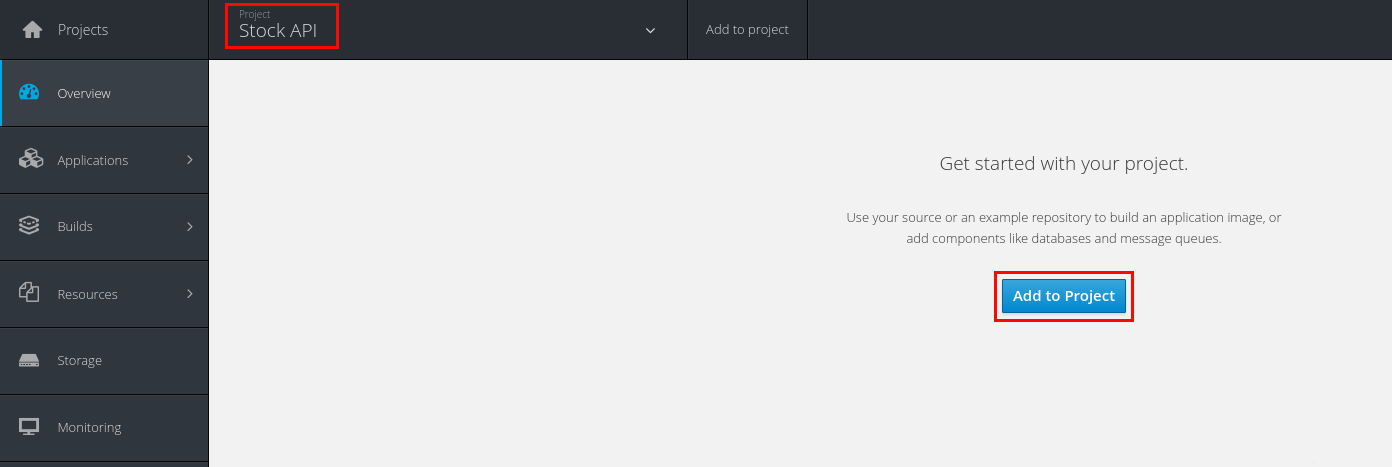 Projects
Project
Stock API
Add to project
Overview
Applications
Builds
Resources
Storage
Monitoring
Get started with your project.
Use your source or an example repository to build an application image, or
add components like databases and message queues.
Add to Project